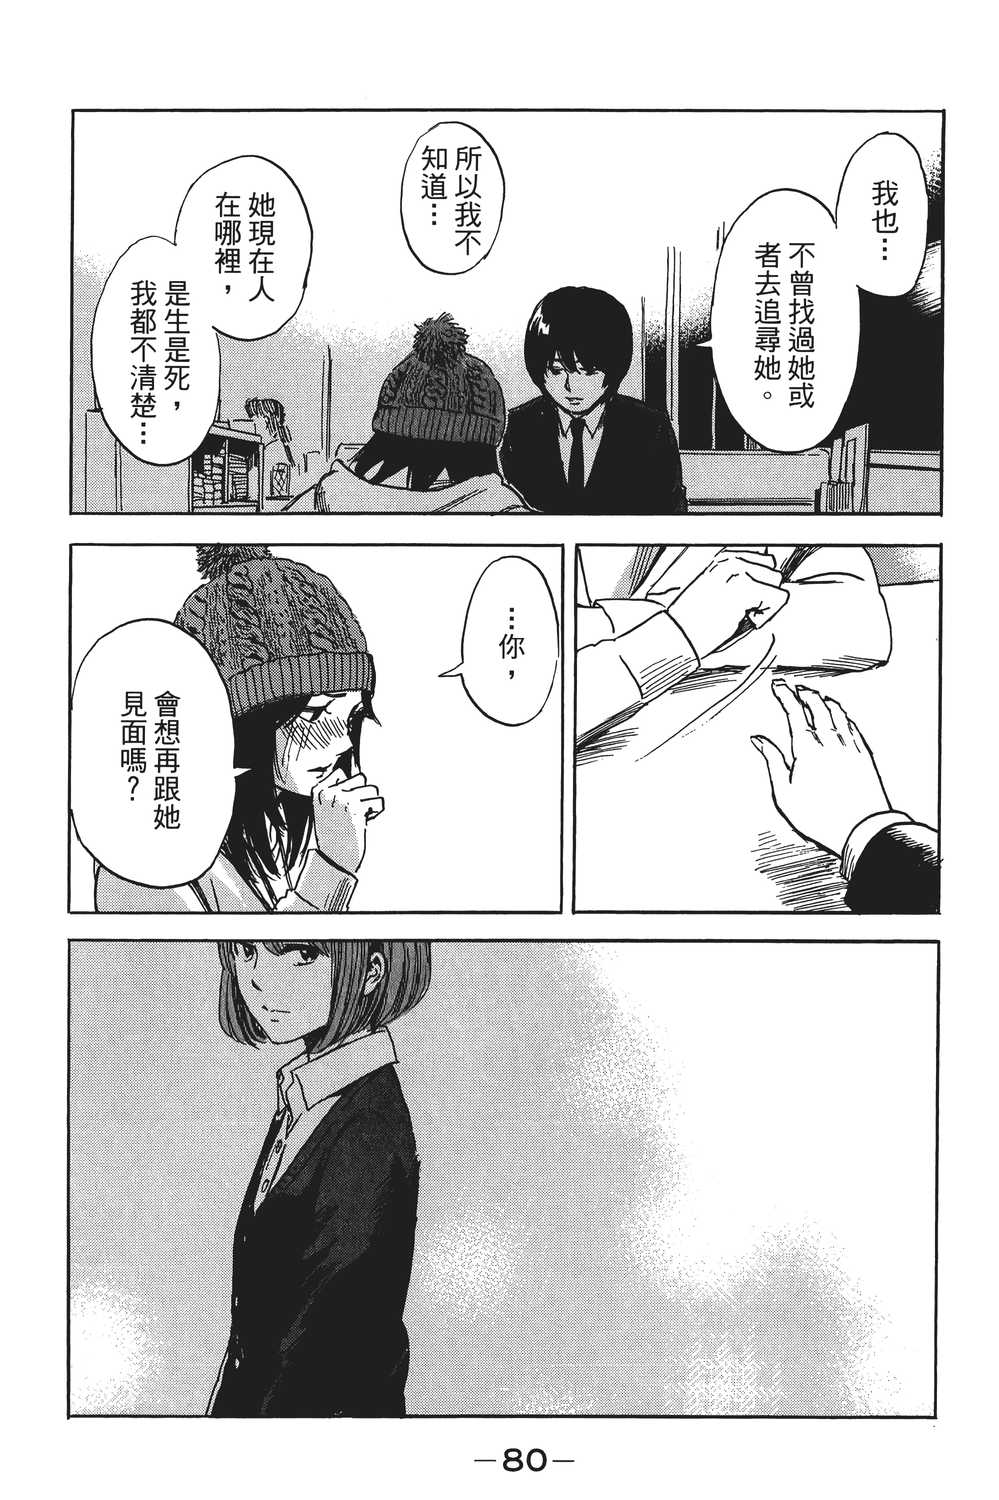 我也…
不曾找過她或
者去追尋她。
所以我不
知道…
她現在人
在哪裡，
是生是死，
我都不清楚…
…你，
會想再跟她
見面嗎？
－80－